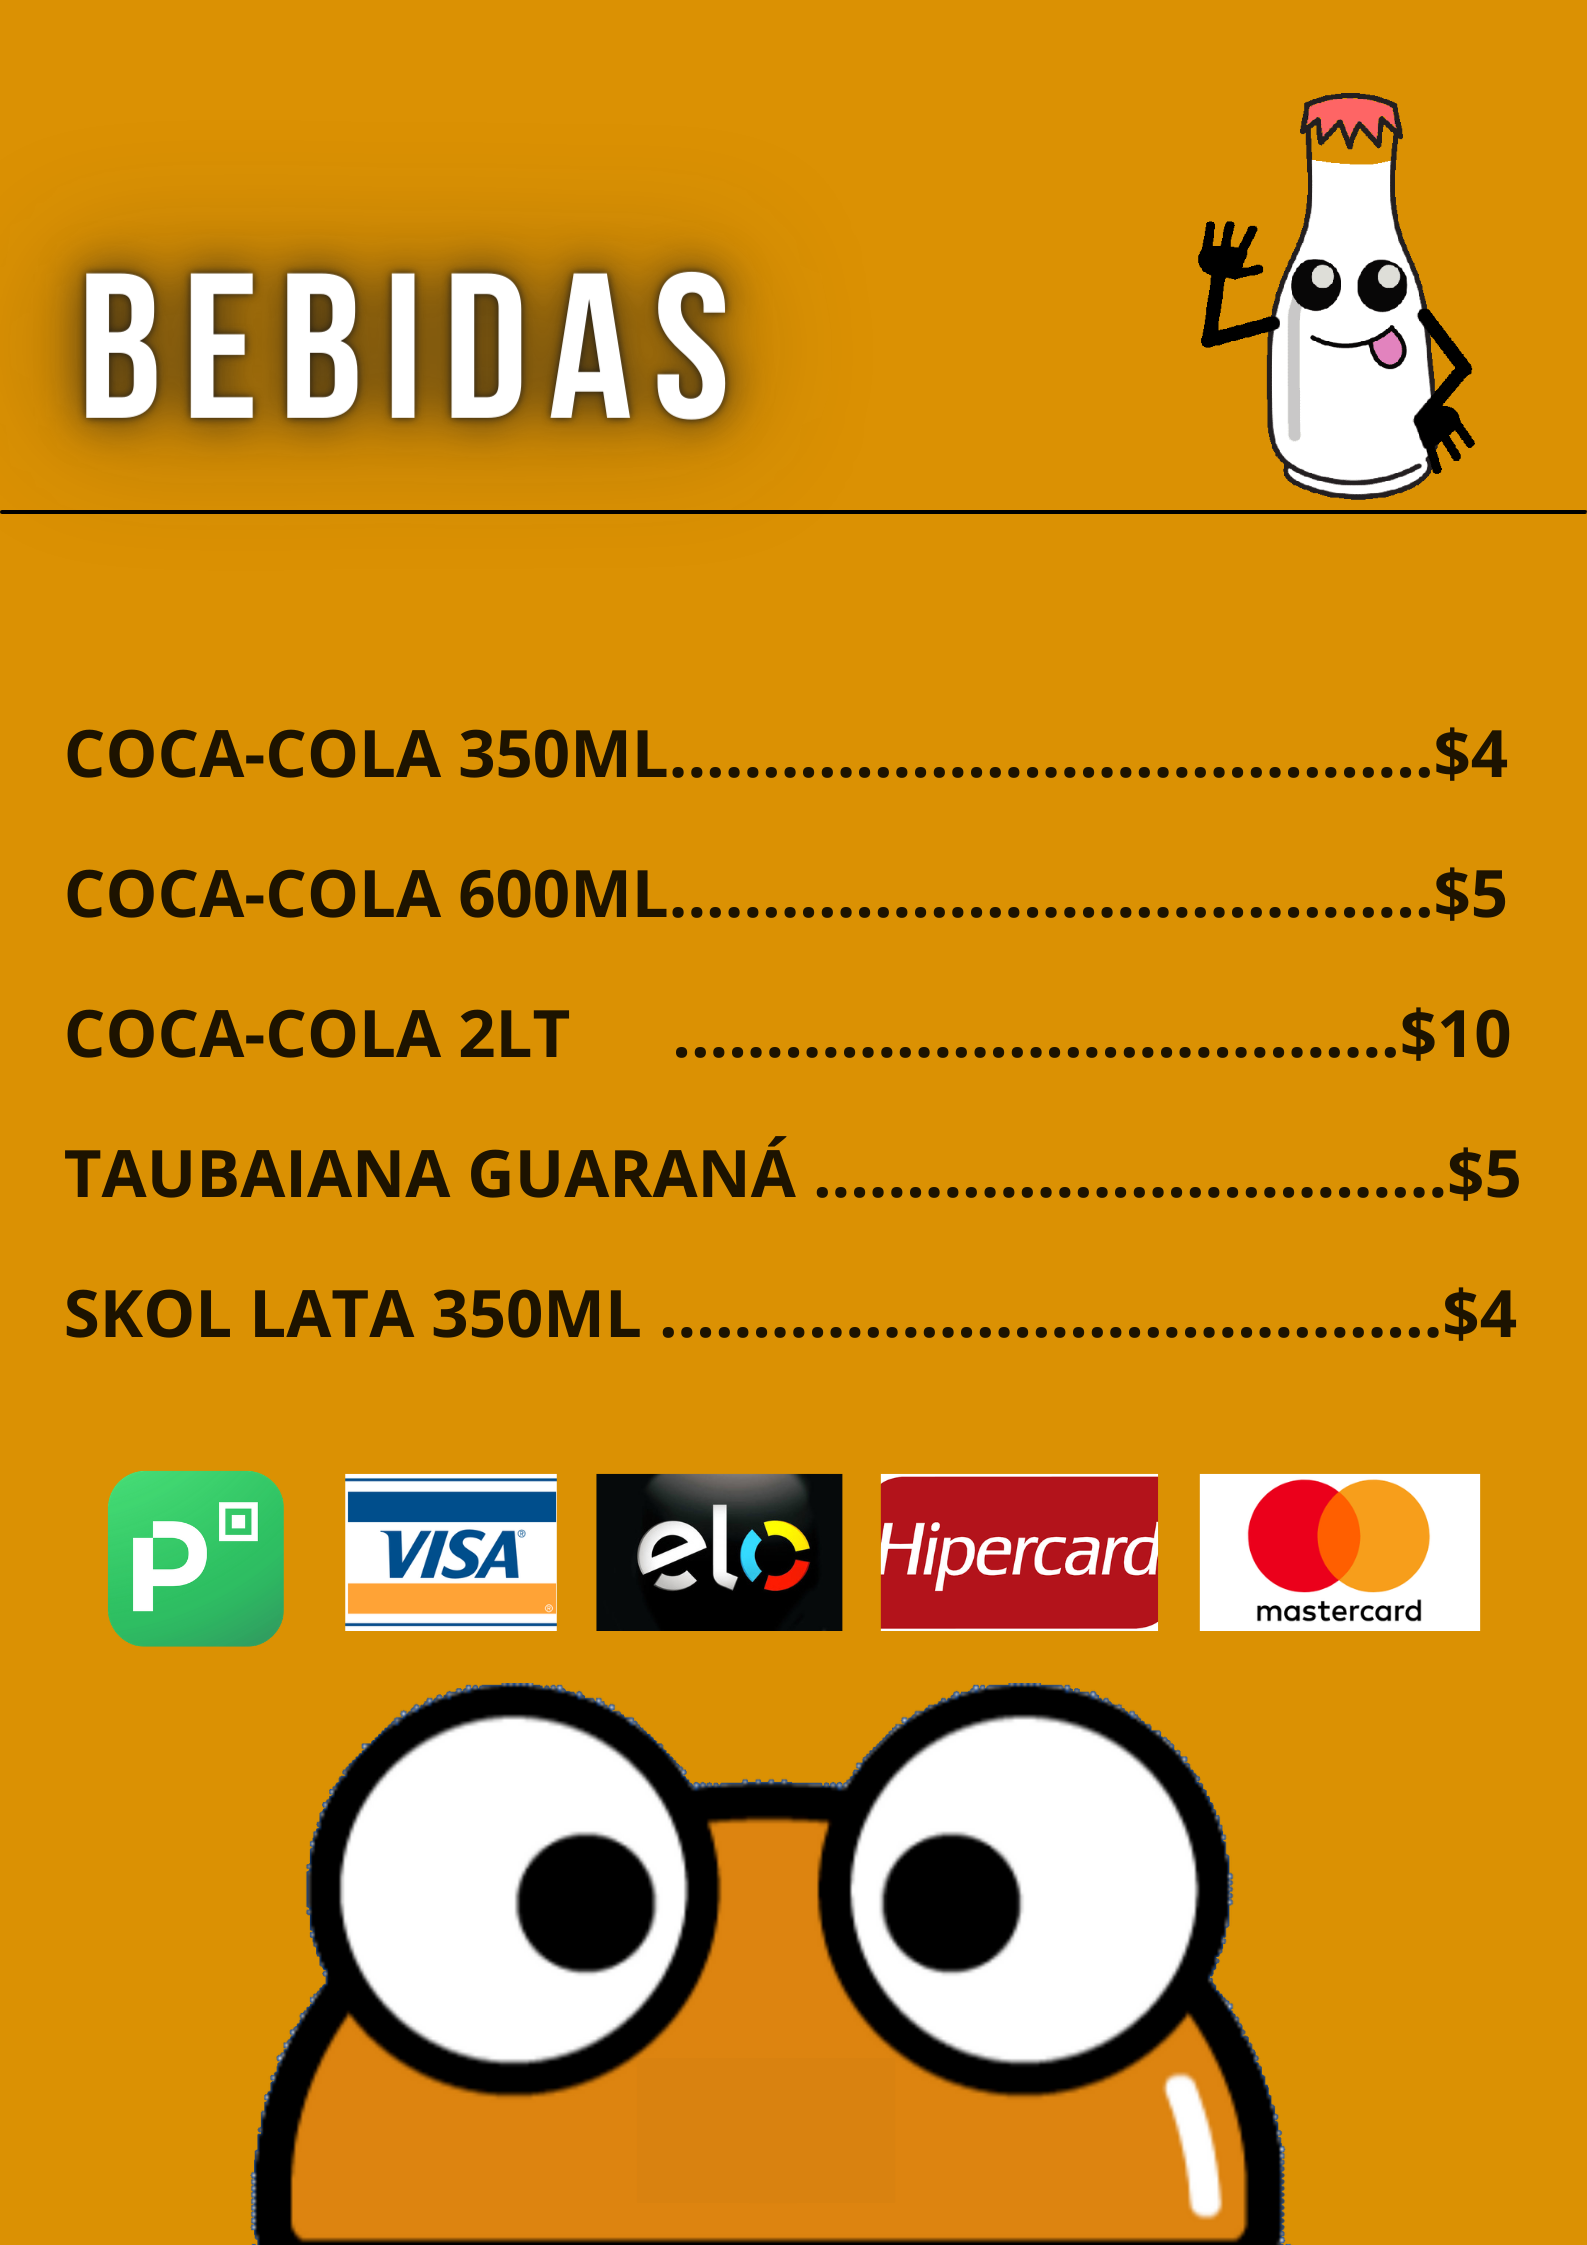 BEBIDAS
COCA-COLA 350ML.........................................$4
COCA-COLA 600ML.........................................$5
COCA-COLA 2LT .......................................$10
TAUBAIANA GUARANÁ ..................................$5
SKOL LATA 350ML ..........................................$4
P VISA® elo Hipercard mastercard
®